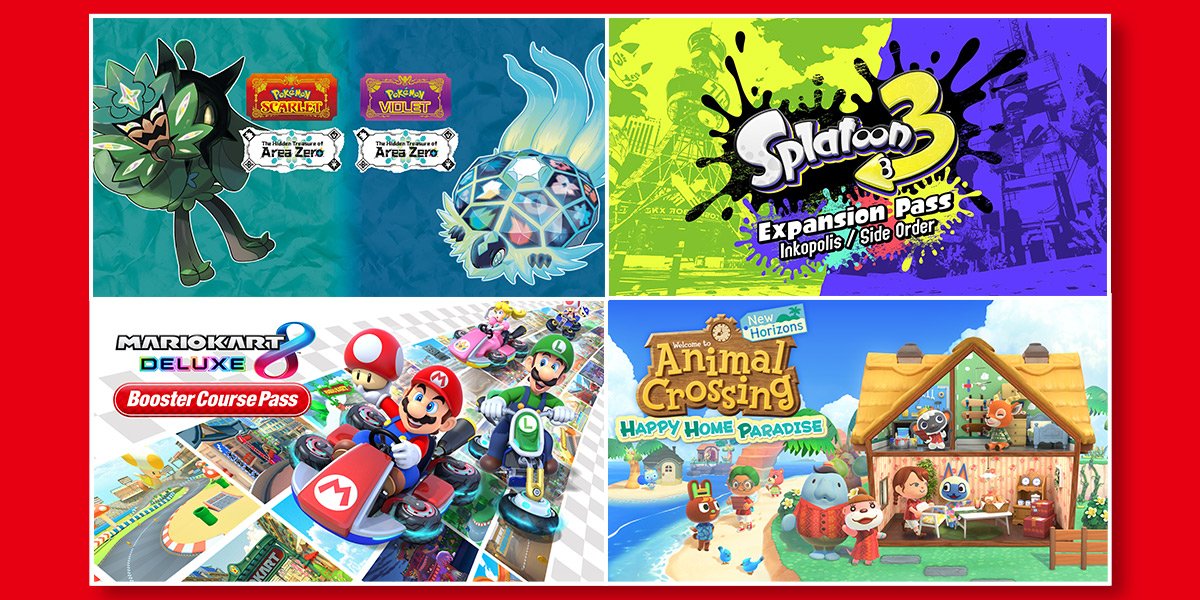 POKÉMON
SCARLET
The Hidden Treasure of
Area Zero
POKÉMON
VIOLET
The Hidden Treasure of
Area Zero
Splatoon 3
Expansion Pass
Inkopolis / Side Order
MARIOKART 8
DELUXE
Booster Course Pass
M
M
L
L
New
Horizons
Welcome to
Animal
Crossing
HAPPY HOME PARADISE